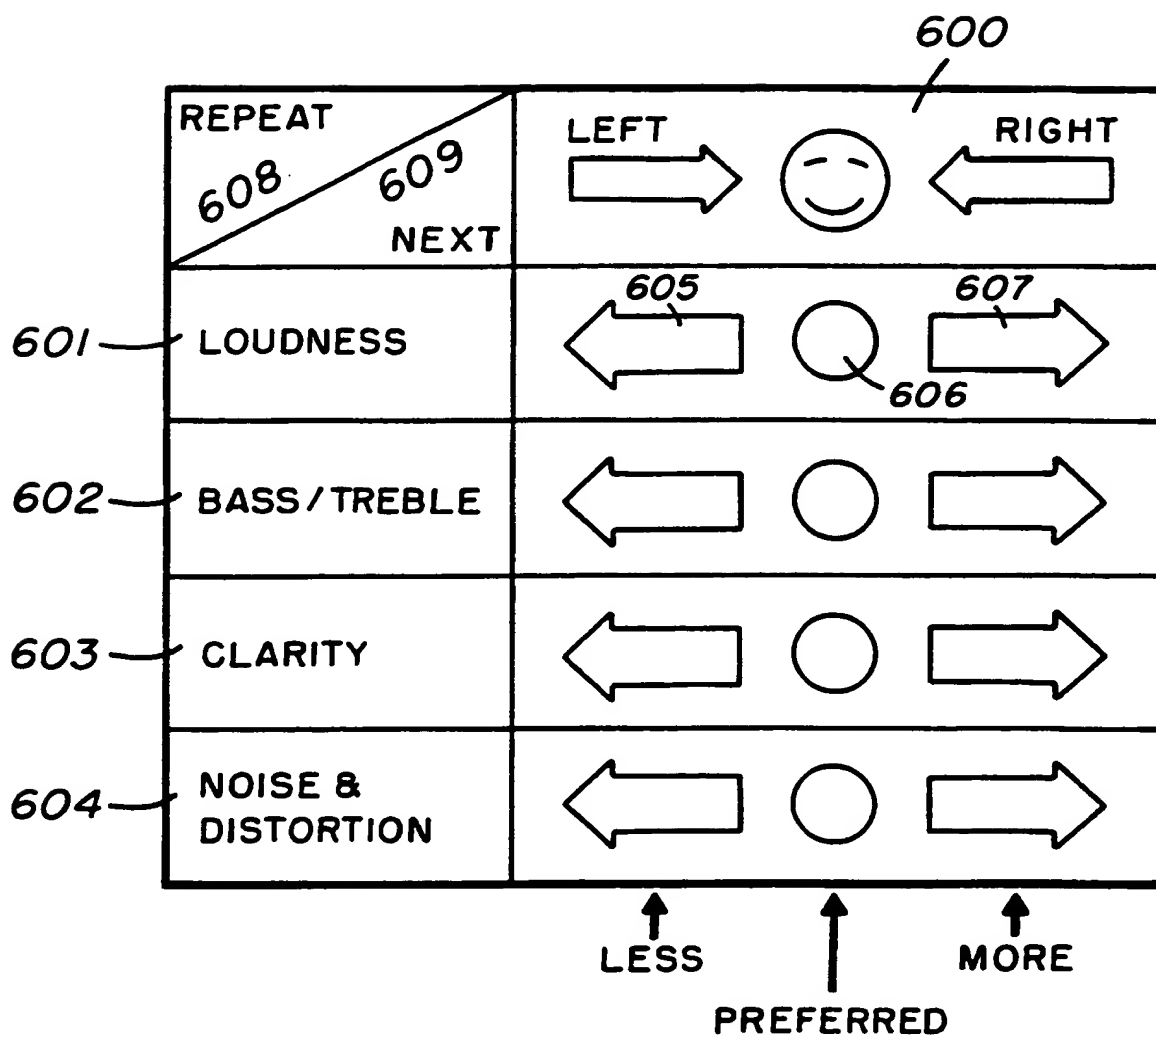 600
REPEAT
608
609
NEXT
LEFT
RIGHT
601
LOUDNESS
605
606
607
602
BASS / TREBLE
603
CLARITY
604
NOISE &
DISTORTION
LESS
PREFERRED
MORE